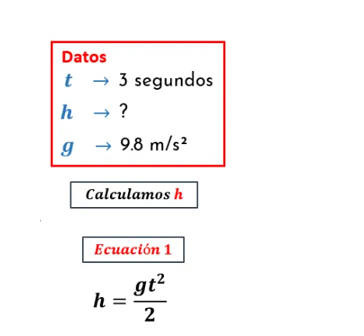 Datos
t → 3 segundos
h → ?
g → 9.8 m/s²
Calculamos h
Ecuación 1
h = gt²/2